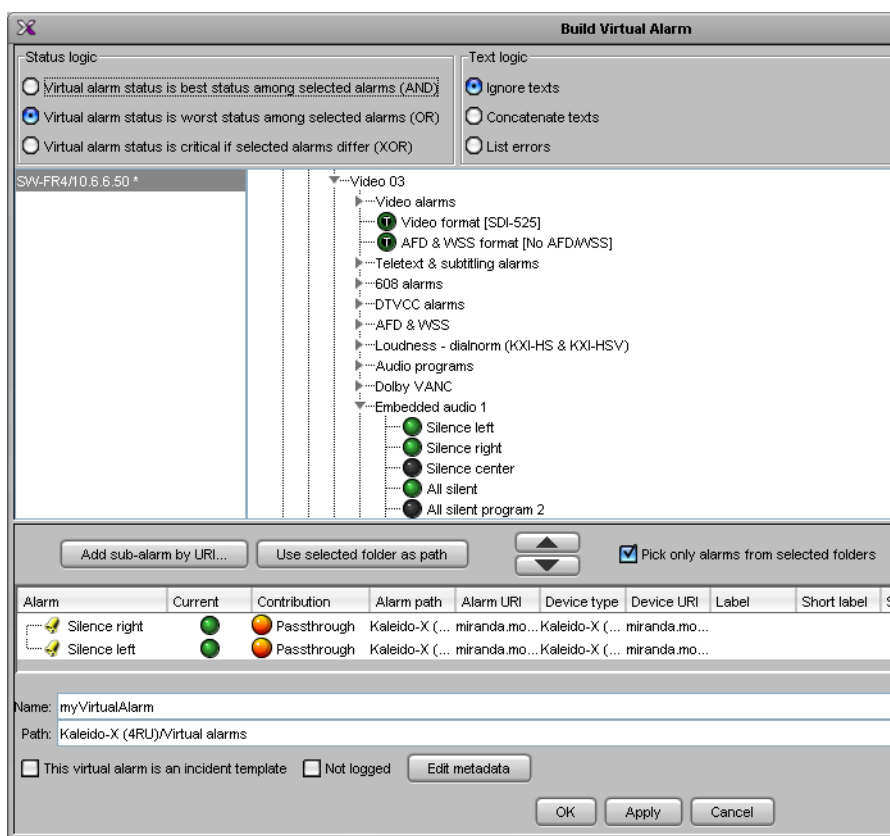 Build Virtual Alarm
Status logic
Virtual alarm status is best status among selected alarms (AND)
Virtual alarm status is worst status among selected alarms (OR)
Virtual alarm status is critical if selected alarms differ (XOR)
Text logic
Ignore texts
Concatenate texts
List errors
SW-FR4/10.6.6.50 *
Video 03
Video alarms
T Video format [SDI-525]
T AFD & WSS format [No AFD/WSS]
Teletext & subtitling alarms
608 alarms
DTVCC alarms
AFD & WSS
Loudness - dialnorm (KXI-HS & KXI-HSV)
Audio programs
Dolby VANC
Embedded audio 1
Silence left
Silence right
Silence center
All silent
All silent program 2
Add sub-alarm by URI... Use selected folder as path Pick only alarms from selected folders
Alarm Current Contribution Alarm path Alarm URI Device type Device URI Label Short label S
Silence right Passthrough Kaleido-X (... miranda.mo... Kaleido-X (... miranda.mo...
Silence left Passthrough Kaleido-X (... miranda.mo... Kaleido-X (... miranda.mo...
Name: myVirtualAlarm
Path: Kaleido-X (4RU)/Virtual alarms
This virtual alarm is an incident template Not logged Edit metadata
OK Apply Cancel